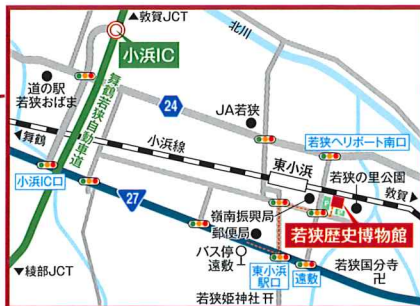 ▲敦賀JCT
小浜IC
北川
道の駅
若狭おばま
舞鶴若狭自動車道
24
JA若狭
若狭ヘリポート南口
◀舞鶴
小浜線
東小浜
若狭の里公園
敦賀▶
小浜IC口
27
嶺南振興局
郵便局
若狭歴史博物館
バス停
遠敷
▼綾部JCT
東小浜
駅口
遠敷
若狭国分寺
卍
若狭姫神社